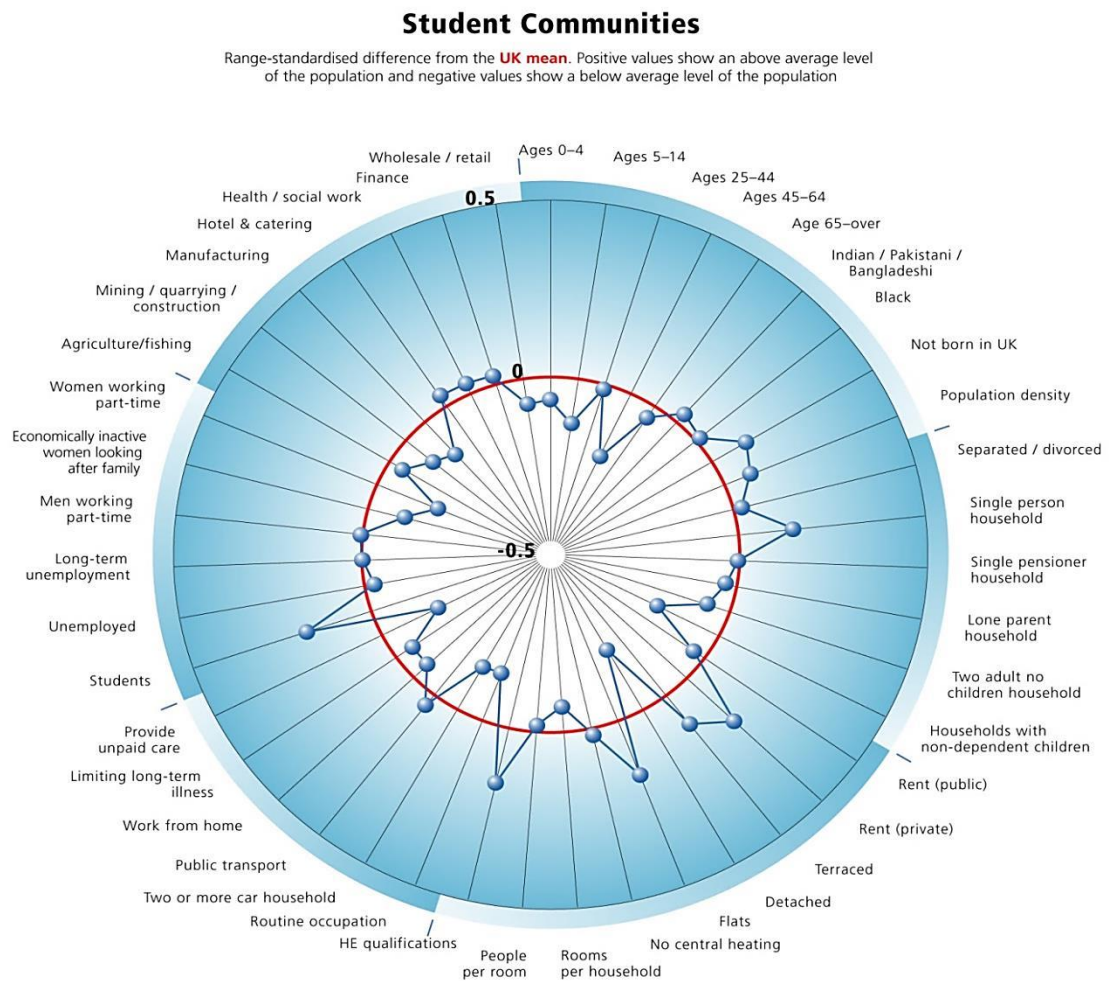 Student Communities
Range-standardised difference from the UK mean. Positive values show an above average level
of the population and negative values show a below average level of the population
Ages 0–4
Ages 5–14
Ages 25–44
Ages 45–64
Age 65–over
Indian / Pakistani /
Bangladeshi
Black
Not born in UK
Population density
Separated / divorced
Single person
household
Single pensioner
household
Lone parent
household
Two adult no
children household
Households with
non-dependent children
Rent (public)
Rent (private)
Terraced
Detached
Flats
No central heating
Rooms
per household
People
per room
HE qualifications
Routine occupation
Two or more car household
Public transport
Work from home
Limiting long-term
illness
Provide
unpaid care
Students
Unemployed
Long-term
unemployment
Men working
part-time
Economically inactive
women looking
after family
Women working
part-time
Agriculture/fishing
Mining / quarrying /
construction
Manufacturing
Hotel & catering
Health / social work
Finance
Wholesale / retail
0.5
0
-0.5